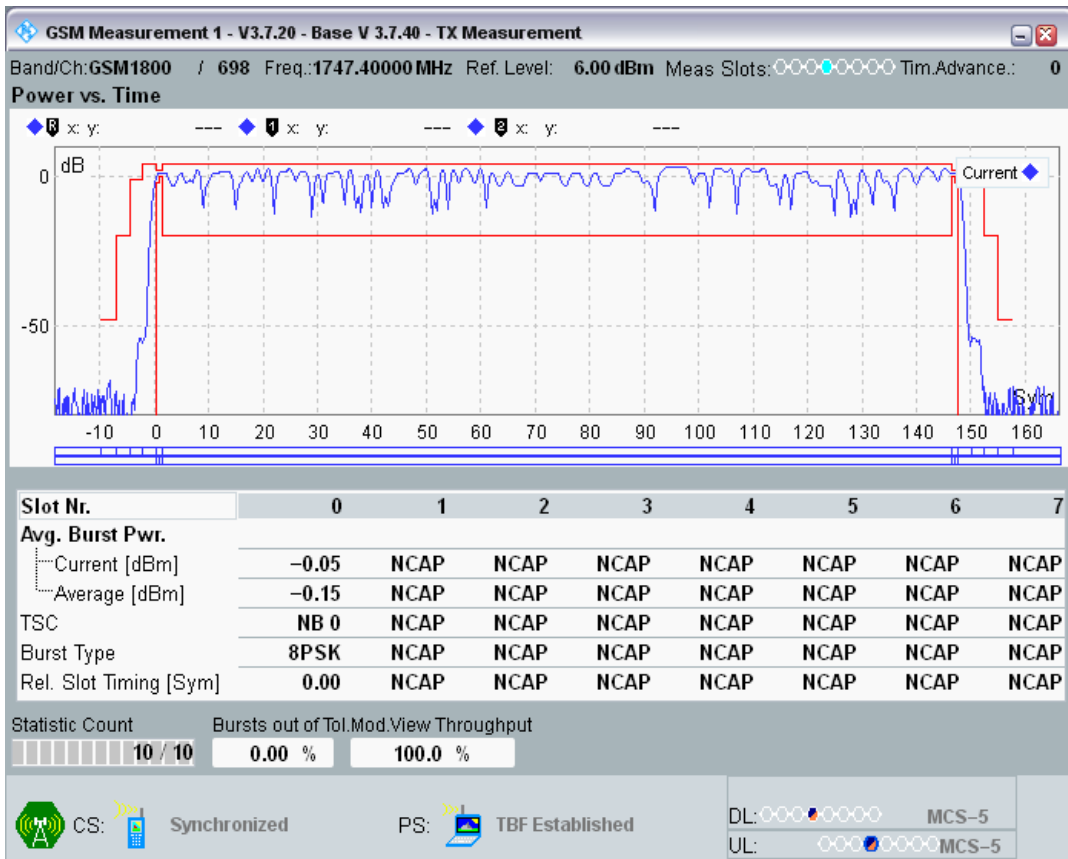 GSM Measurement 1 - V3.7.20 - Base V 3.7.40 - TX Measurement
Band/Ch:GSM1800 / 698 Freq.:1747.40000 MHz Ref. Level: 6.00 dBm Meas Slots: Tim.Advance.: 0
Power vs. Time
R x: y: --- 1 x: y: --- 2 x: y: ---
dB
Current
0
-50
Sym
-10 0 10 20 30 40 50 60 70 80 90 100 110 120 130 140 150 160
Slot Nr. 0 1 2 3 4 5 6 7
Avg. Burst Pwr.
Current [dBm] −0.05 NCAP NCAP NCAP NCAP NCAP NCAP NCAP
Average [dBm] −0.15 NCAP NCAP NCAP NCAP NCAP NCAP NCAP
TSC NB 0 NCAP NCAP NCAP NCAP NCAP NCAP NCAP
Burst Type 8PSK NCAP NCAP NCAP NCAP NCAP NCAP NCAP
Rel. Slot Timing [Sym] 0.00 NCAP NCAP NCAP NCAP NCAP NCAP NCAP
Statistic Count Bursts out of Tol.Mod.View Throughput
10 / 10 0.00 % 100.0 %
CS: Synchronized PS: TBF Established
DL: MCS−5
UL: MCS−5